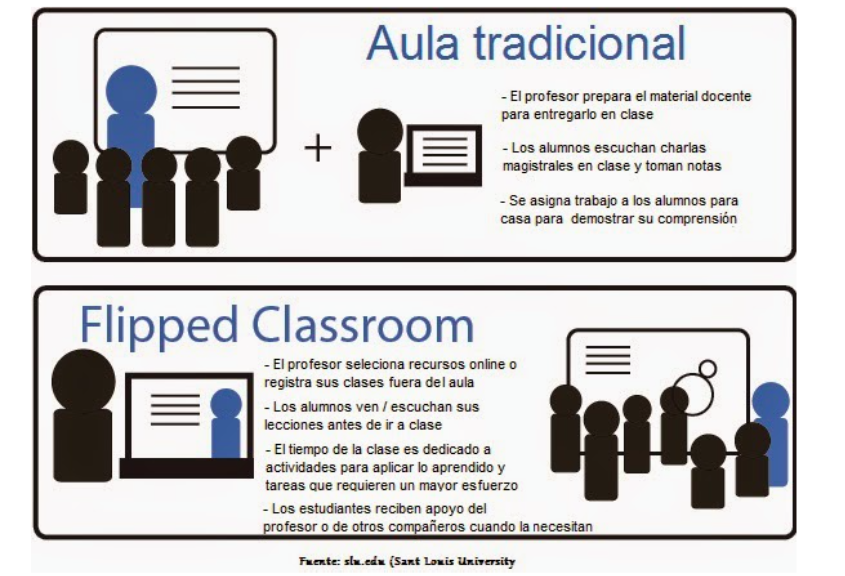 Aula tradicional
- El profesor prepara el material docente
para entregarlo en clase
- Los alumnos escuchan charlas
magistrales en clase y toman notas
- Se asigna trabajo a los alumnos para
casa para demostrar su comprensión
Flipped Classroom
- El profesor selecciona recursos online o
registra sus clases fuera del aula
- Los alumnos ven / escuchan sus
lecciones antes de ir a clase
- El tiempo de la clase es dedicado a
actividades para aplicar lo aprendido y
tareas que requieren un mayor esfuerzo
- Los estudiantes reciben apoyo del
profesor o de otros compañeros cuando la necesitan
Fuente: slu.edu (Sant Louis University